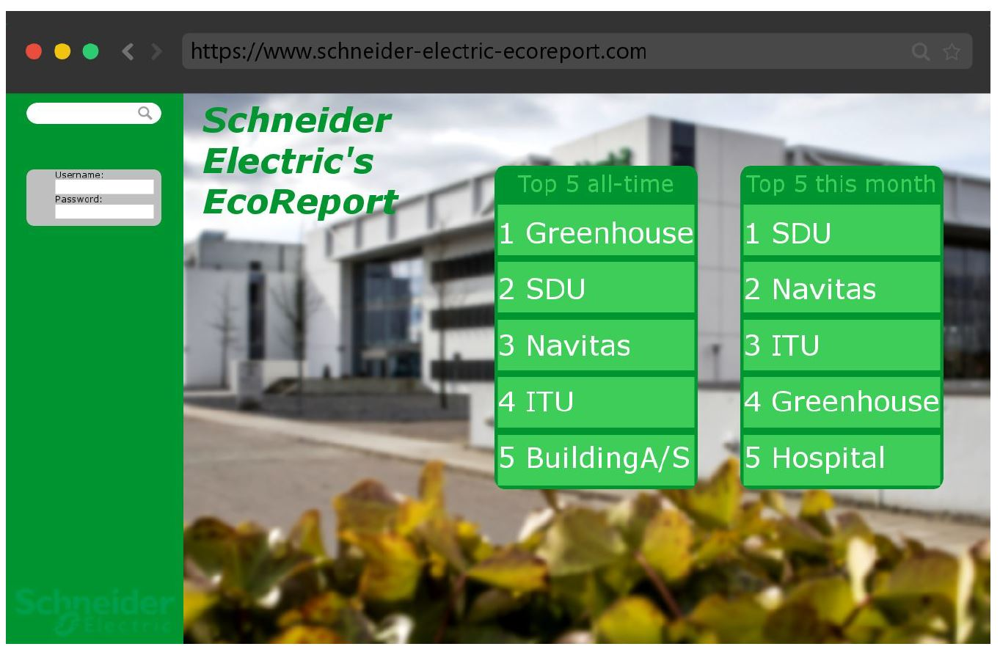 https://www.schneider-electric-ecoreport.com
Username:
Password:
Schneider
Electric's
EcoReport
Top 5 all-time
1 Greenhouse
2 SDU
3 Navitas
4 ITU
5 BuildingA/S
Top 5 this month
1 SDU
2 Navitas
3 ITU
4 Greenhouse
5 Hospital
Schneider
Electric